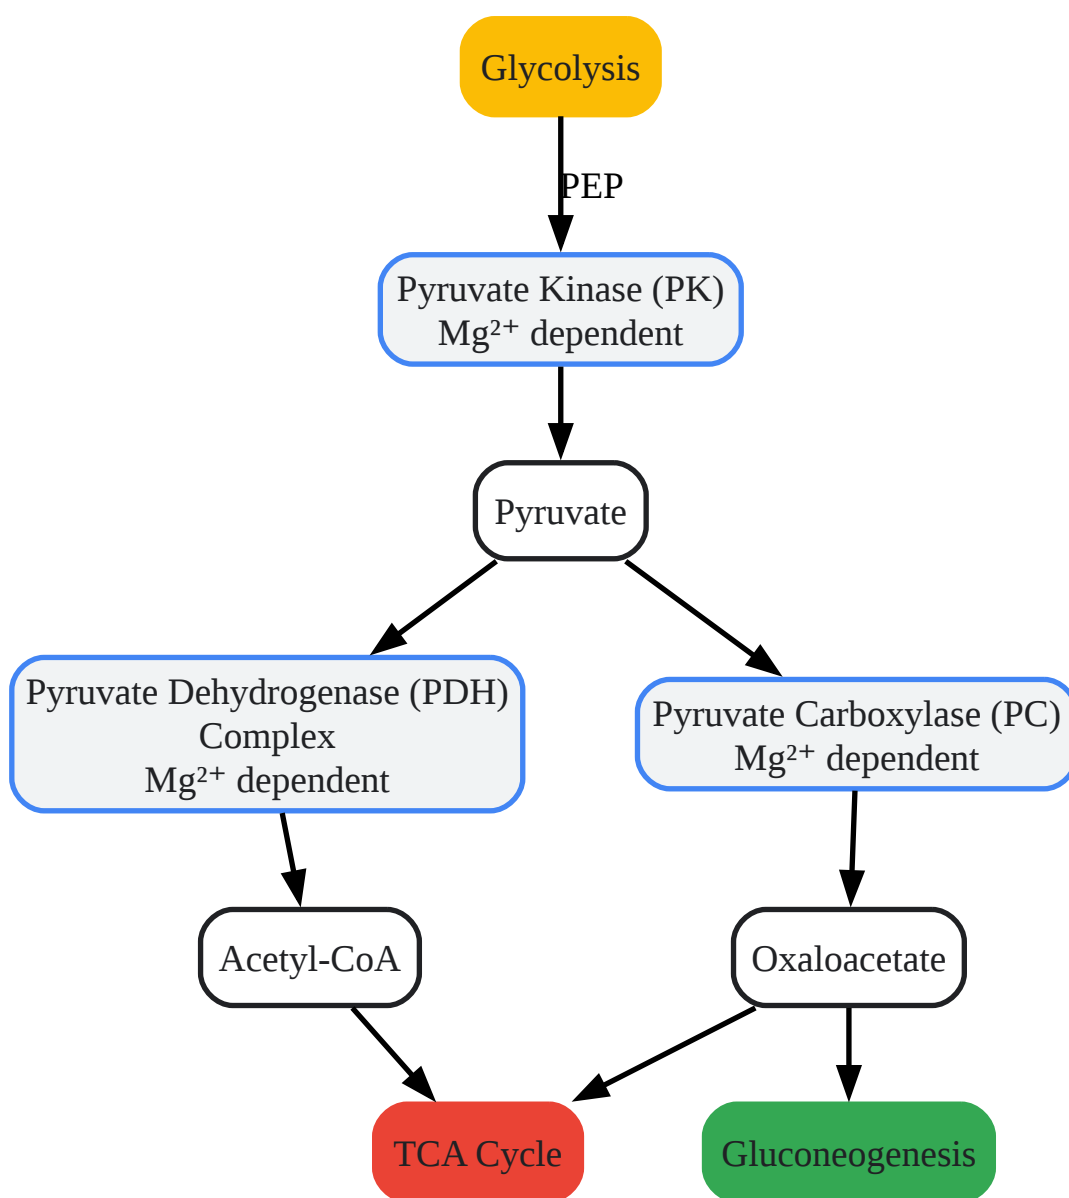 Glycolysis
PEP
Pyruvate Kinase (PK)
Mg²⁺ dependent
Pyruvate
Pyruvate Dehydrogenase (PDH)
Complex
Mg²⁺ dependent
Pyruvate Carboxylase (PC)
Mg²⁺ dependent
Acetyl-CoA
Oxaloacetate
TCA Cycle
Gluconeogenesis